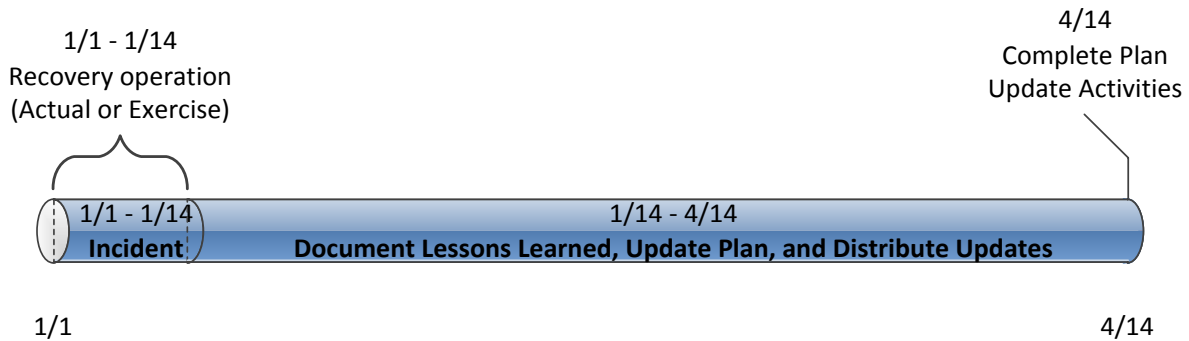 1/1 - 1/14
Recovery operation
(Actual or Exercise)
4/14
Complete Plan
Update Activities
1/1 - 1/14
Incident
1/14 - 4/14
Document Lessons Learned, Update Plan, and Distribute Updates
1/1
4/14